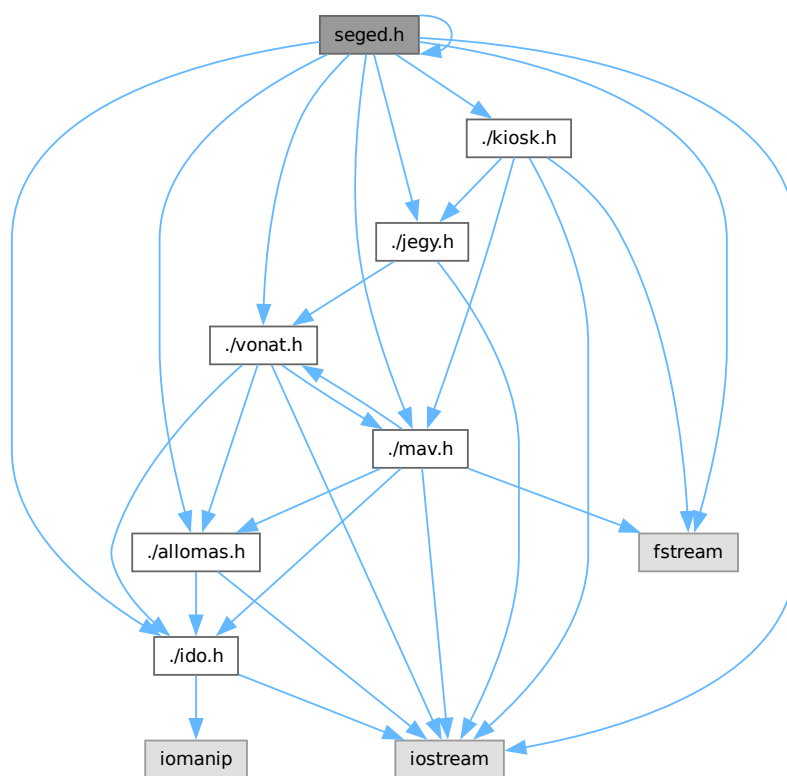 seged.h
./kiosk.h
./jegy.h
./vonat.h
./mav.h
./allomas.h
fstream
./ido.h
iomanip
iostream